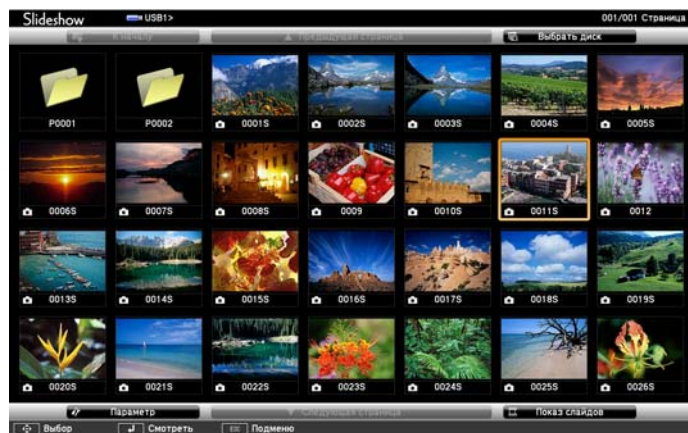 Slideshow USB1> 001/001 Страница
К началу ▲ Предыдущая страница Выбрать диск
P0001 P0002 0001S 0002S 0003S 0004S 0005S
0006S 0007S 0008S 0009 0010S 0011S 0012
0013S 0014S 0015S 0016S 0017S 0018S 0019S
0020S 0021S 0022S 0023S 0024S 0025S 0026S
Параметр ▼ Следующая страница Показ слайдов
Выбор Смотреть Esc Подменю